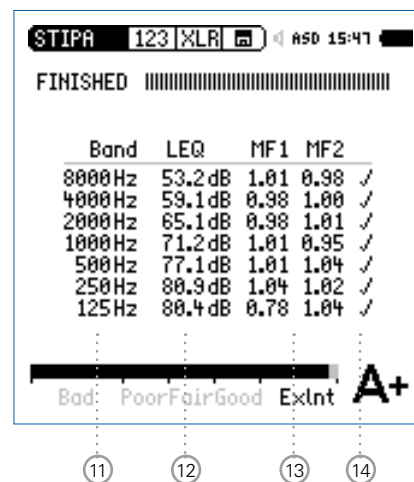 STIPA 123 XLR ASD 15:47
FINISHED
Band LEQ MF1 MF2
8000Hz 53.2dB 1.01 0.98 ✓
4000Hz 59.1dB 0.98 1.00 ✓
2000Hz 65.1dB 0.98 1.01 ✓
1000Hz 71.2dB 1.01 0.95 ✓
500Hz 77.1dB 1.01 1.04 ✓
250Hz 80.9dB 1.04 1.02 ✓
125Hz 80.4dB 0.78 1.04 ✓
Bad Poor Fair Good Exlnt A+
11 12 13 14